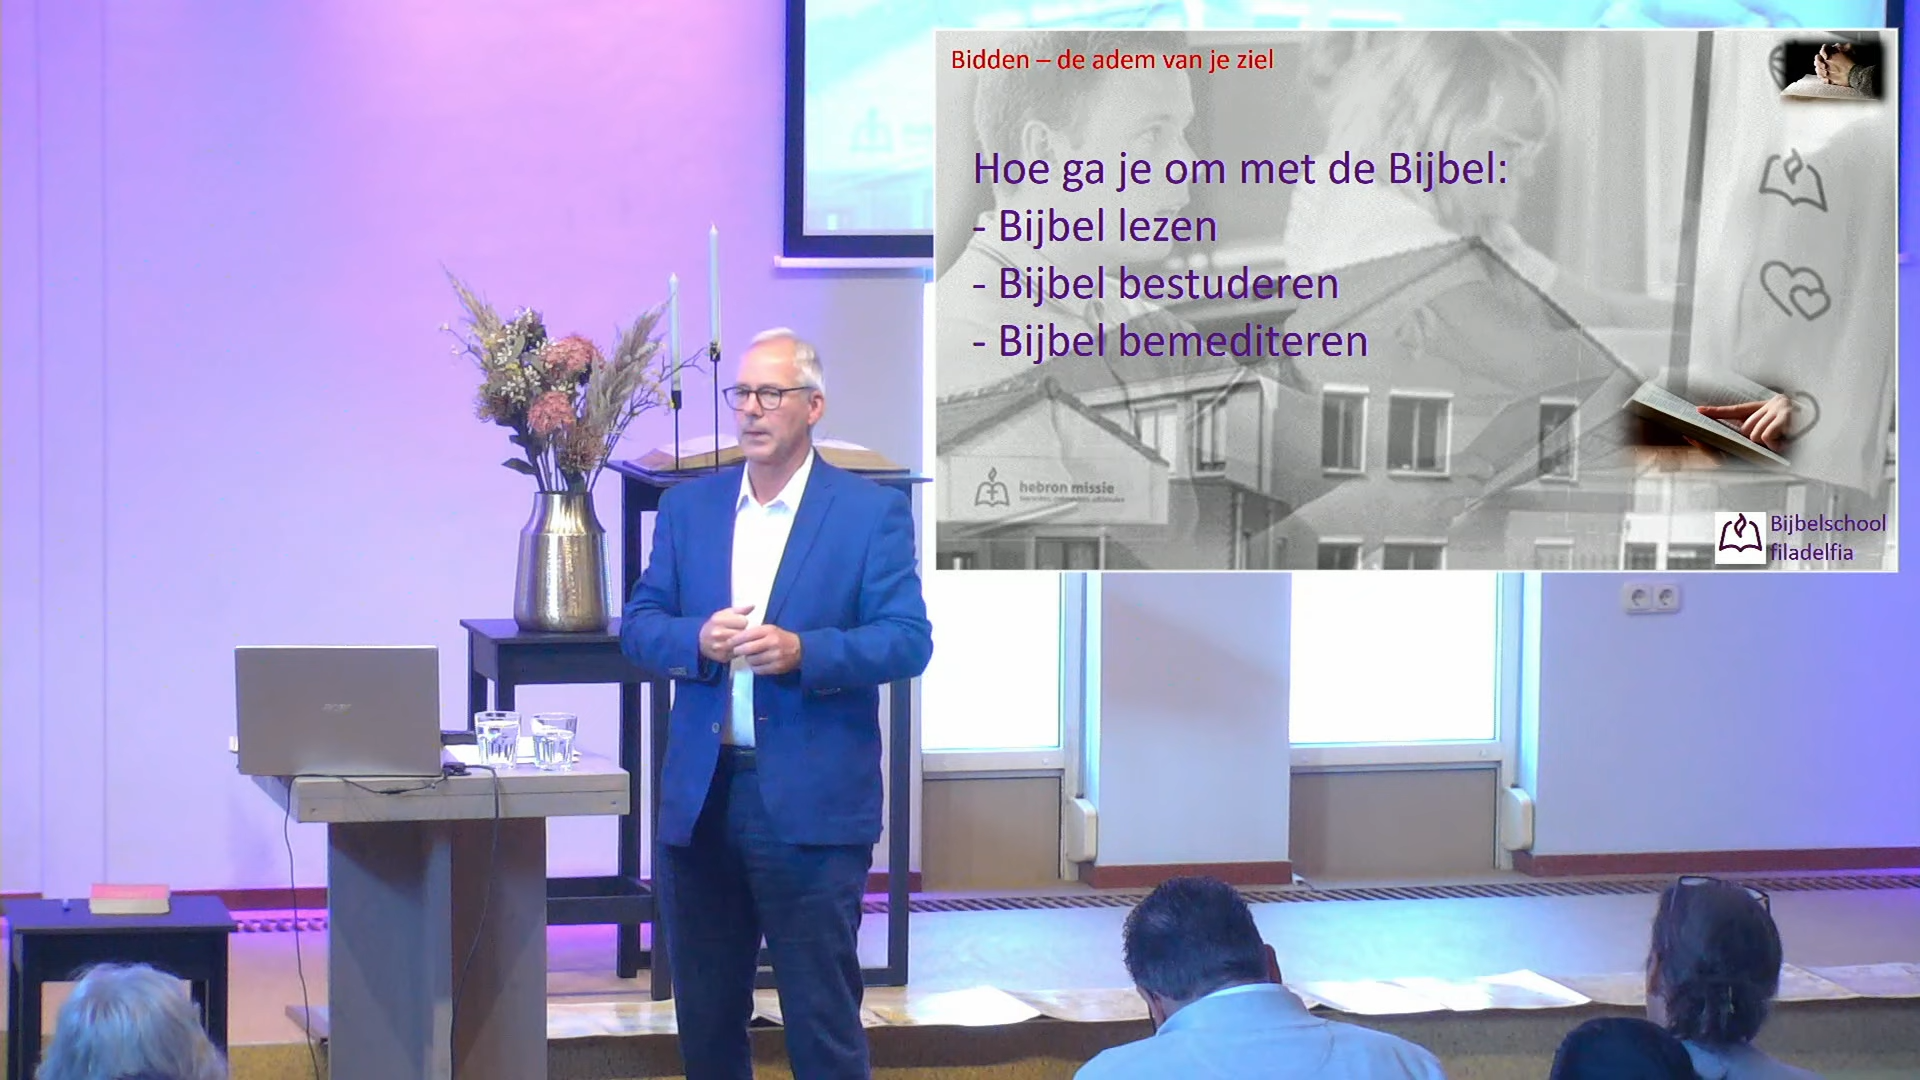 Bidden – de adem van je ziel
Hoe ga je om met de Bijbel:
- Bijbel lezen
- Bijbel bestuderen
- Bijbel bemediteren
hebron missie
Bijbelschool
filadelfia
acer